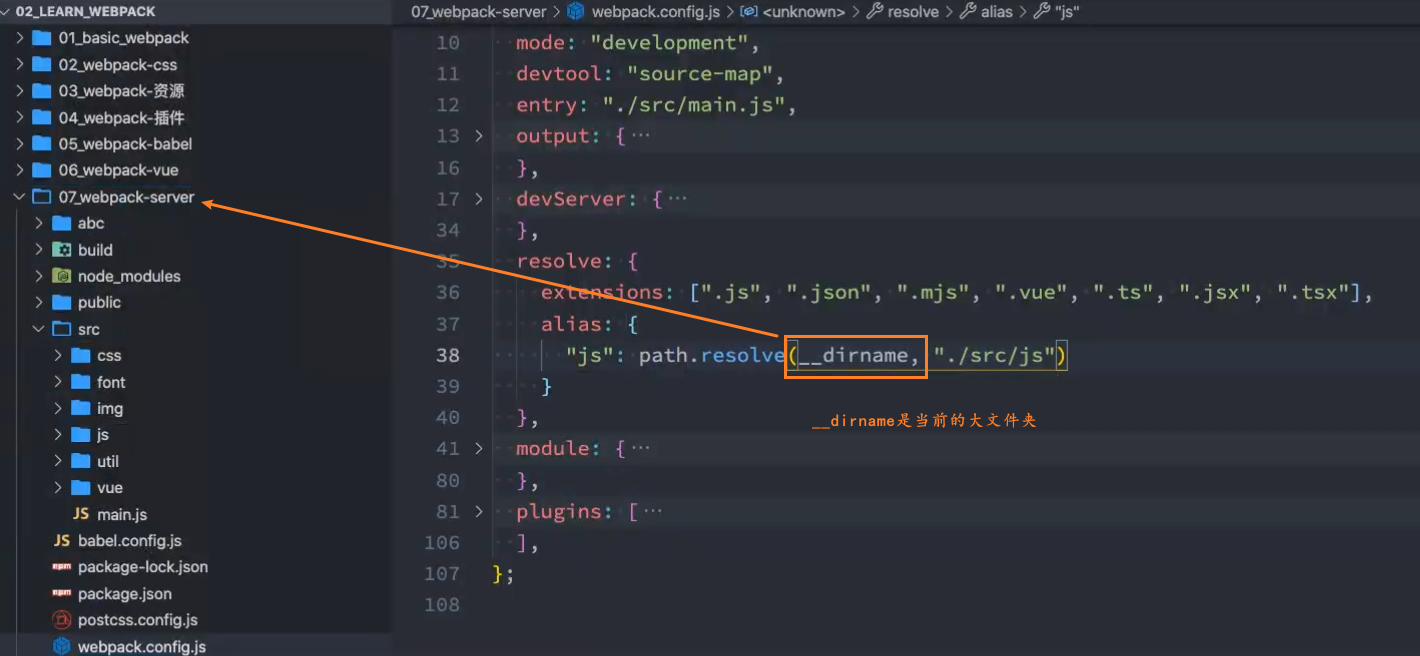 02_LEARN_WEBPACK
01_basic_webpack
02_webpack-css
03_webpack-资源
04_webpack-插件
05_webpack-babel
06_webpack-vue
07_webpack-server
abc
build
node_modules
public
src
css
font
img
js
util
vue
JS main.js
JS babel.config.js
npm package-lock.json
npm package.json
postcss.config.js
webpack.config.js
07_webpack-server > webpack.config.js > <unknown> > resolve > alias > "js"
10 mode: "development",
11 devtool: "source-map",
12 entry: "./src/main.js",
13 output: {···
16 },
17 devServer: {···
34 },
35 resolve: {
36 extensions: [".js", ".json", ".mjs", ".vue", ".ts", ".jsx", ".tsx"],
37 alias: {
38 "js": path.resolve(__dirname, "./src/js")
39 }
40 },
__dirname是当前的大文件夹
41 module: {···
80 },
81 plugins: [···
106 ],
107 };
108